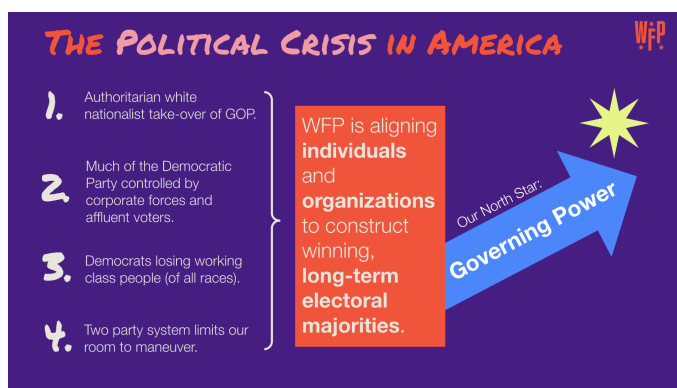 THE POLITICAL CRISIS IN AMERICA
WFP
1.
Authoritarian white
nationalist take-over of GOP.
2.
Much of the Democratic
Party controlled by
corporate forces and
affluent voters.
3.
Democrats losing working
class people (of all races).
4.
Two party system limits our
room to maneuver.
WFP is aligning
individuals
and
organizations
to construct
winning,
long-term
electoral
majorities.
Our North Star:
Governing Power